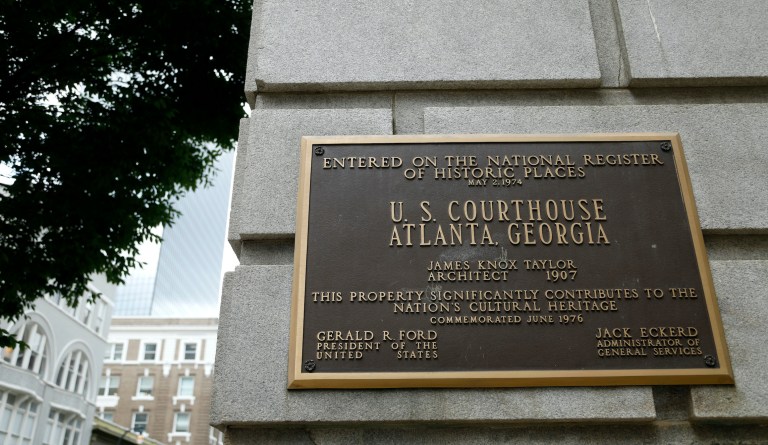 ENTERED ON THE NATIONAL REGISTER
OF HISTORIC PLACES
MAY 2, 1974
U. S. COURTHOUSE
ATLANTA, GEORGIA
JAMES KNOX TAYLOR
ARCHITECT 1907
THIS PROPERTY SIGNIFICANTLY CONTRIBUTES TO THE
NATION'S CULTURAL HERITAGE
COMMEMORATED JUNE 1976
GERALD R. FORD
PRESIDENT OF THE
UNITED STATES
JACK ECKERD
ADMINISTRATOR OF
GENERAL SERVICES